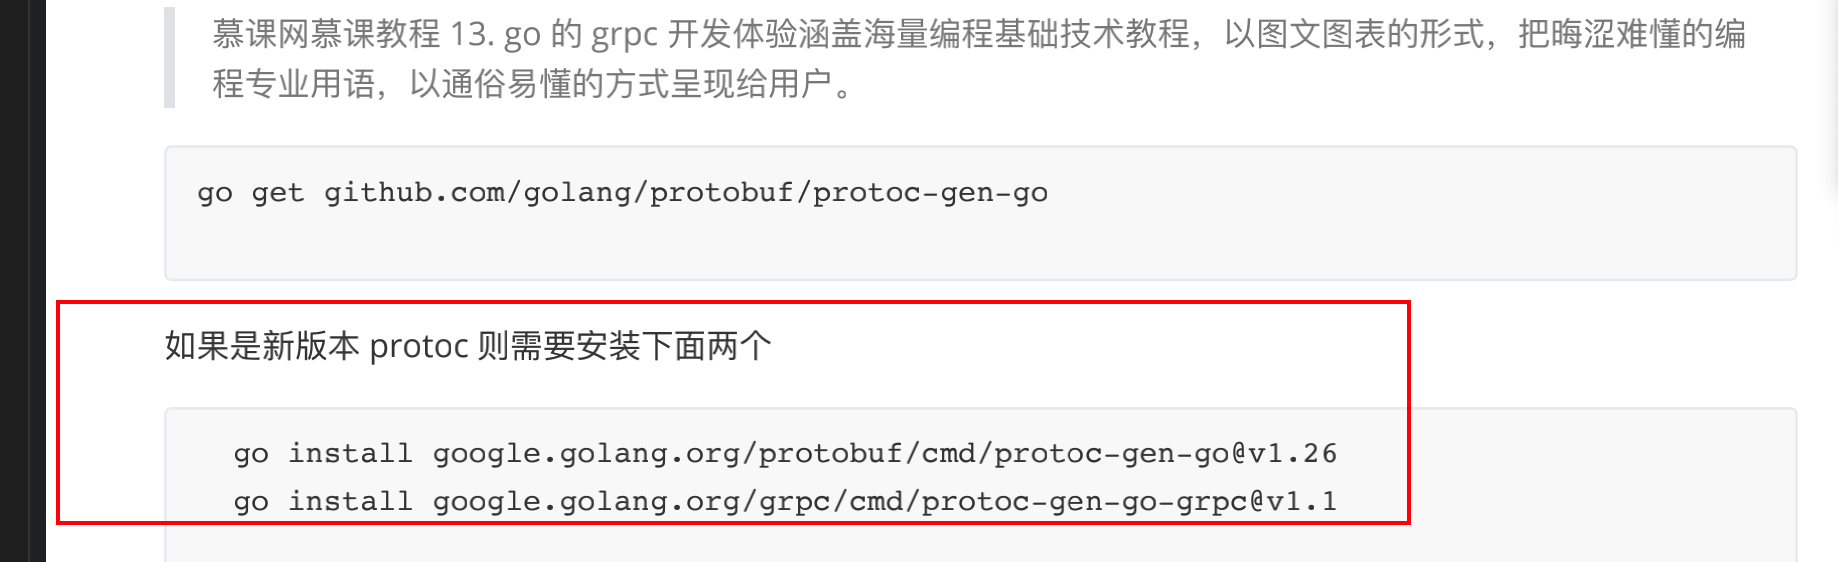 慕课网慕课教程 13. go 的 grpc 开发体验涵盖海量编程基础技术教程，以图文图表的形式，把晦涩难懂的编
程专业用语，以通俗易懂的方式呈现给用户。
go get github.com/golang/protobuf/protoc-gen-go
如果是新版本 protoc 则需要安装下面两个
go install google.golang.org/protobuf/cmd/protoc-gen-go@v1.26
go install google.golang.org/grpc/cmd/protoc-gen-go-grpc@v1.1